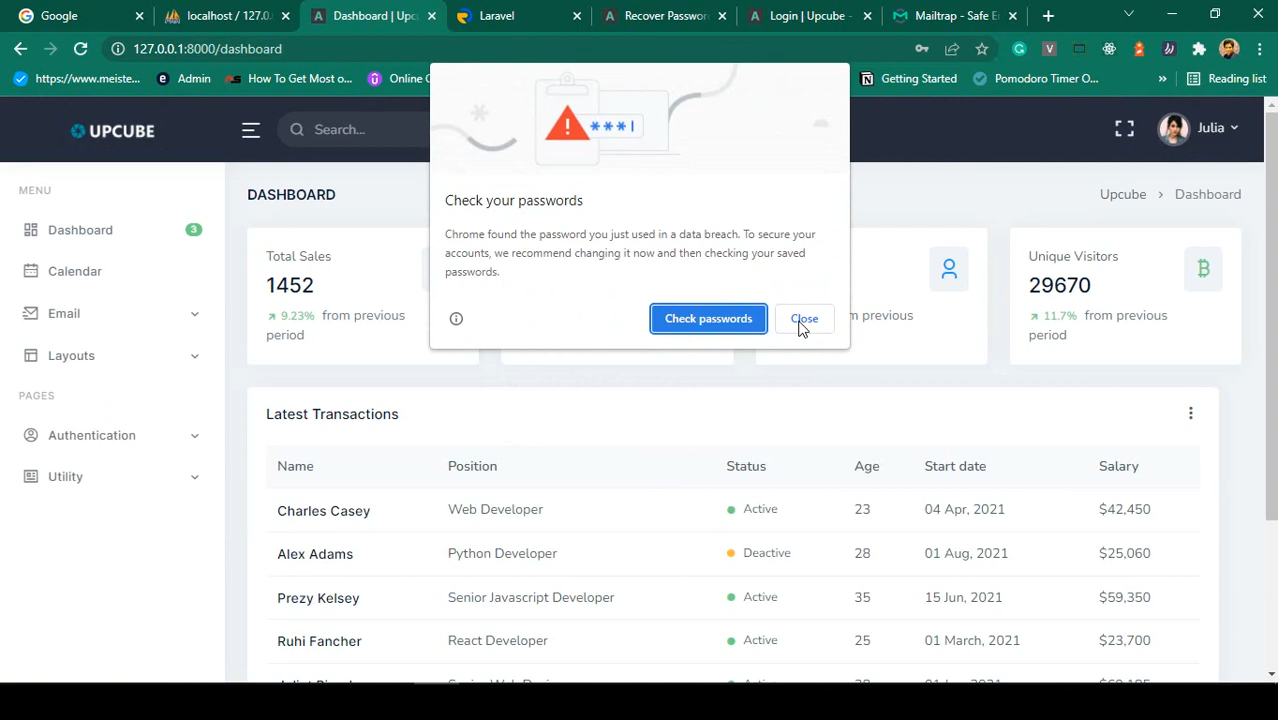 Google
localhost / 127.0.
Dashboard | Upc
Laravel
Recover Passwor
Login | Upcube -
Mailtrap - Safe E
127.0.0.1:8000/dashboard
https://www.meiste...
Admin
How To Get Most o...
Online C
Getting Started
Pomodoro Timer O...
»
Reading list
UPCUBE
Search...
Julia
***|
Check your passwords
Chrome found the password you just used in a data breach. To secure your
accounts, we recommend changing it now and then checking your saved
passwords.
Check passwords
Close
MENU
Dashboard
3
Calendar
Email
Layouts
PAGES
Authentication
Utility
DASHBOARD
Upcube > Dashboard
Total Sales
1452
9.23% from previous
period
m previous
Unique Visitors
29670
11.7% from previous
period
Latest Transactions
Name Position Status Age Start date Salary
Charles Casey Web Developer Active 23 04 Apr, 2021 $42,450
Alex Adams Python Developer Deactive 28 01 Aug, 2021 $25,060
Prezy Kelsey Senior Javascript Developer Active 35 15 Jun, 2021 $59,350
Ruhi Fancher React Developer Active 25 01 March, 2021 $23,700